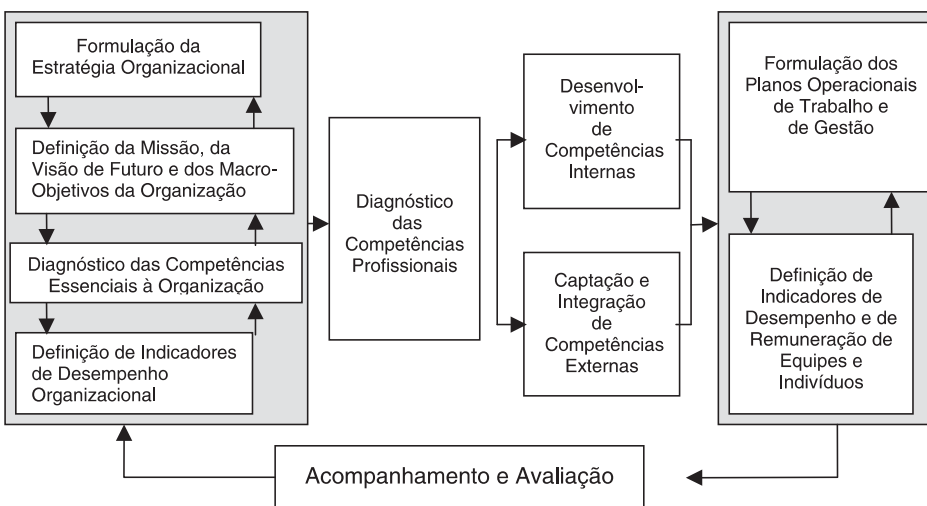 Formulação da
Estratégia Organizacional
Definição da Missão, da
Visão de Futuro e dos Macro-
Objetivos da Organização
Diagnóstico das Competências
Essenciais à Organização
Definição de Indicadores
de Desempenho
Organizacional
Diagnóstico
das
Competências
Profissionais
Desenvol-
vimento
de
Competências
Internas
Captação e
Integração
de
Competências
Externas
Formulação dos
Planos Operacionais
de Trabalho e
de Gestão
Definição de
Indicadores de
Desempenho e de
Remuneração de
Equipes e
Indivíduos
Acompanhamento e Avaliação